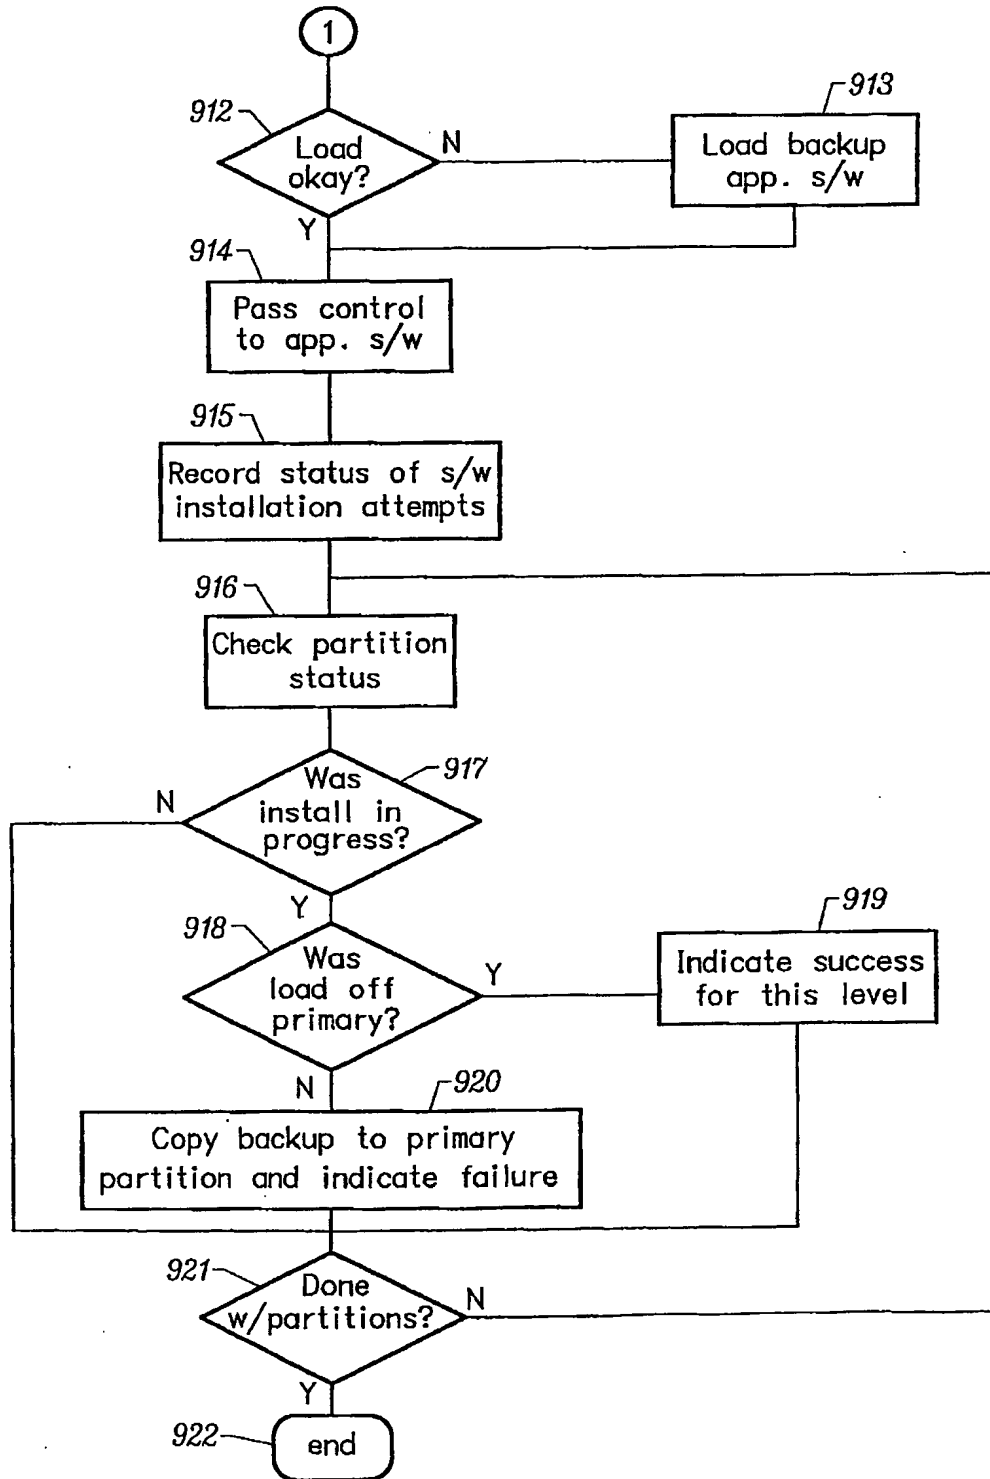 1
912
Load
okay?
N
Y
913
Load backup
app. s/w
914
Pass control
to app. s/w
915
Record status of s/w
installation attempts
916
Check partition
status
917
Was
install in
progress?
N
Y
918
Was
load off
primary?
Y
N
919
Indicate success
for this level
920
Copy backup to primary
partition and indicate failure
921
Done
w/partitions?
N
Y
922
end